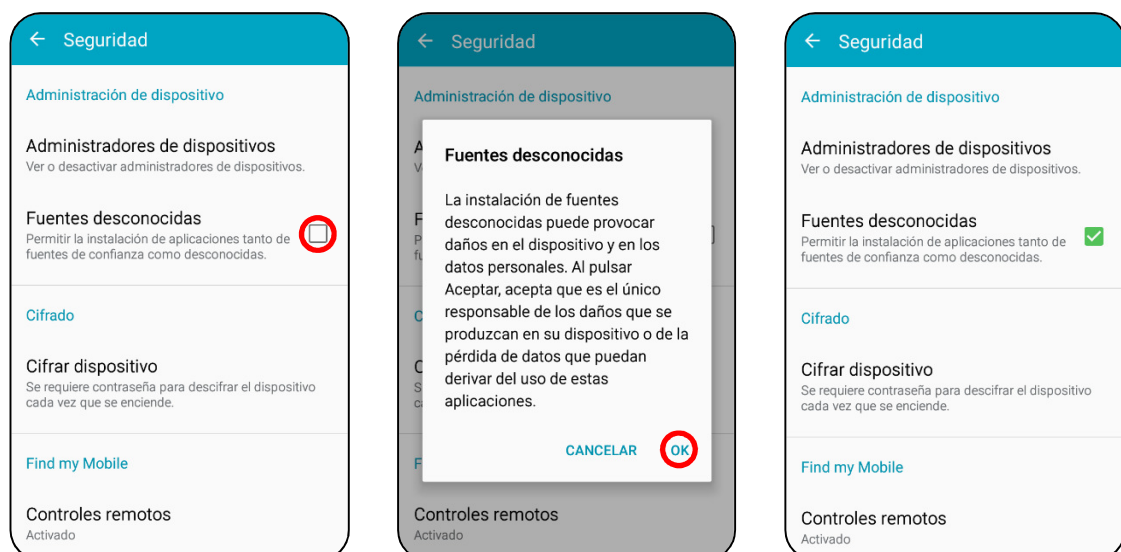 ← Seguridad
Administración de dispositivo
Administradores de dispositivos
Ver o desactivar administradores de dispositivos.
Fuentes desconocidas
Permitir la instalación de aplicaciones tanto de
fuentes de confianza como desconocidas.
Cifrado
Cifrar dispositivo
Se requiere contraseña para descifrar el dispositivo
cada vez que se enciende.
Find my Mobile
Controles remotos
Activado
← Seguridad
Administración de dispositivo
Fuentes desconocidas
La instalación de fuentes
desconocidas puede provocar
daños en el dispositivo y en los
datos personales. Al pulsar
Aceptar, acepta que es el único
responsable de los daños que se
produzcan en su dispositivo o de la
pérdida de datos que puedan
derivar del uso de estas
aplicaciones.
CANCELAR OK
Controles remotos
Activado
← Seguridad
Administración de dispositivo
Administradores de dispositivos
Ver o desactivar administradores de dispositivos.
Fuentes desconocidas
Permitir la instalación de aplicaciones tanto de
fuentes de confianza como desconocidas.
Cifrado
Cifrar dispositivo
Se requiere contraseña para descifrar el dispositivo
cada vez que se enciende.
Find my Mobile
Controles remotos
Activado